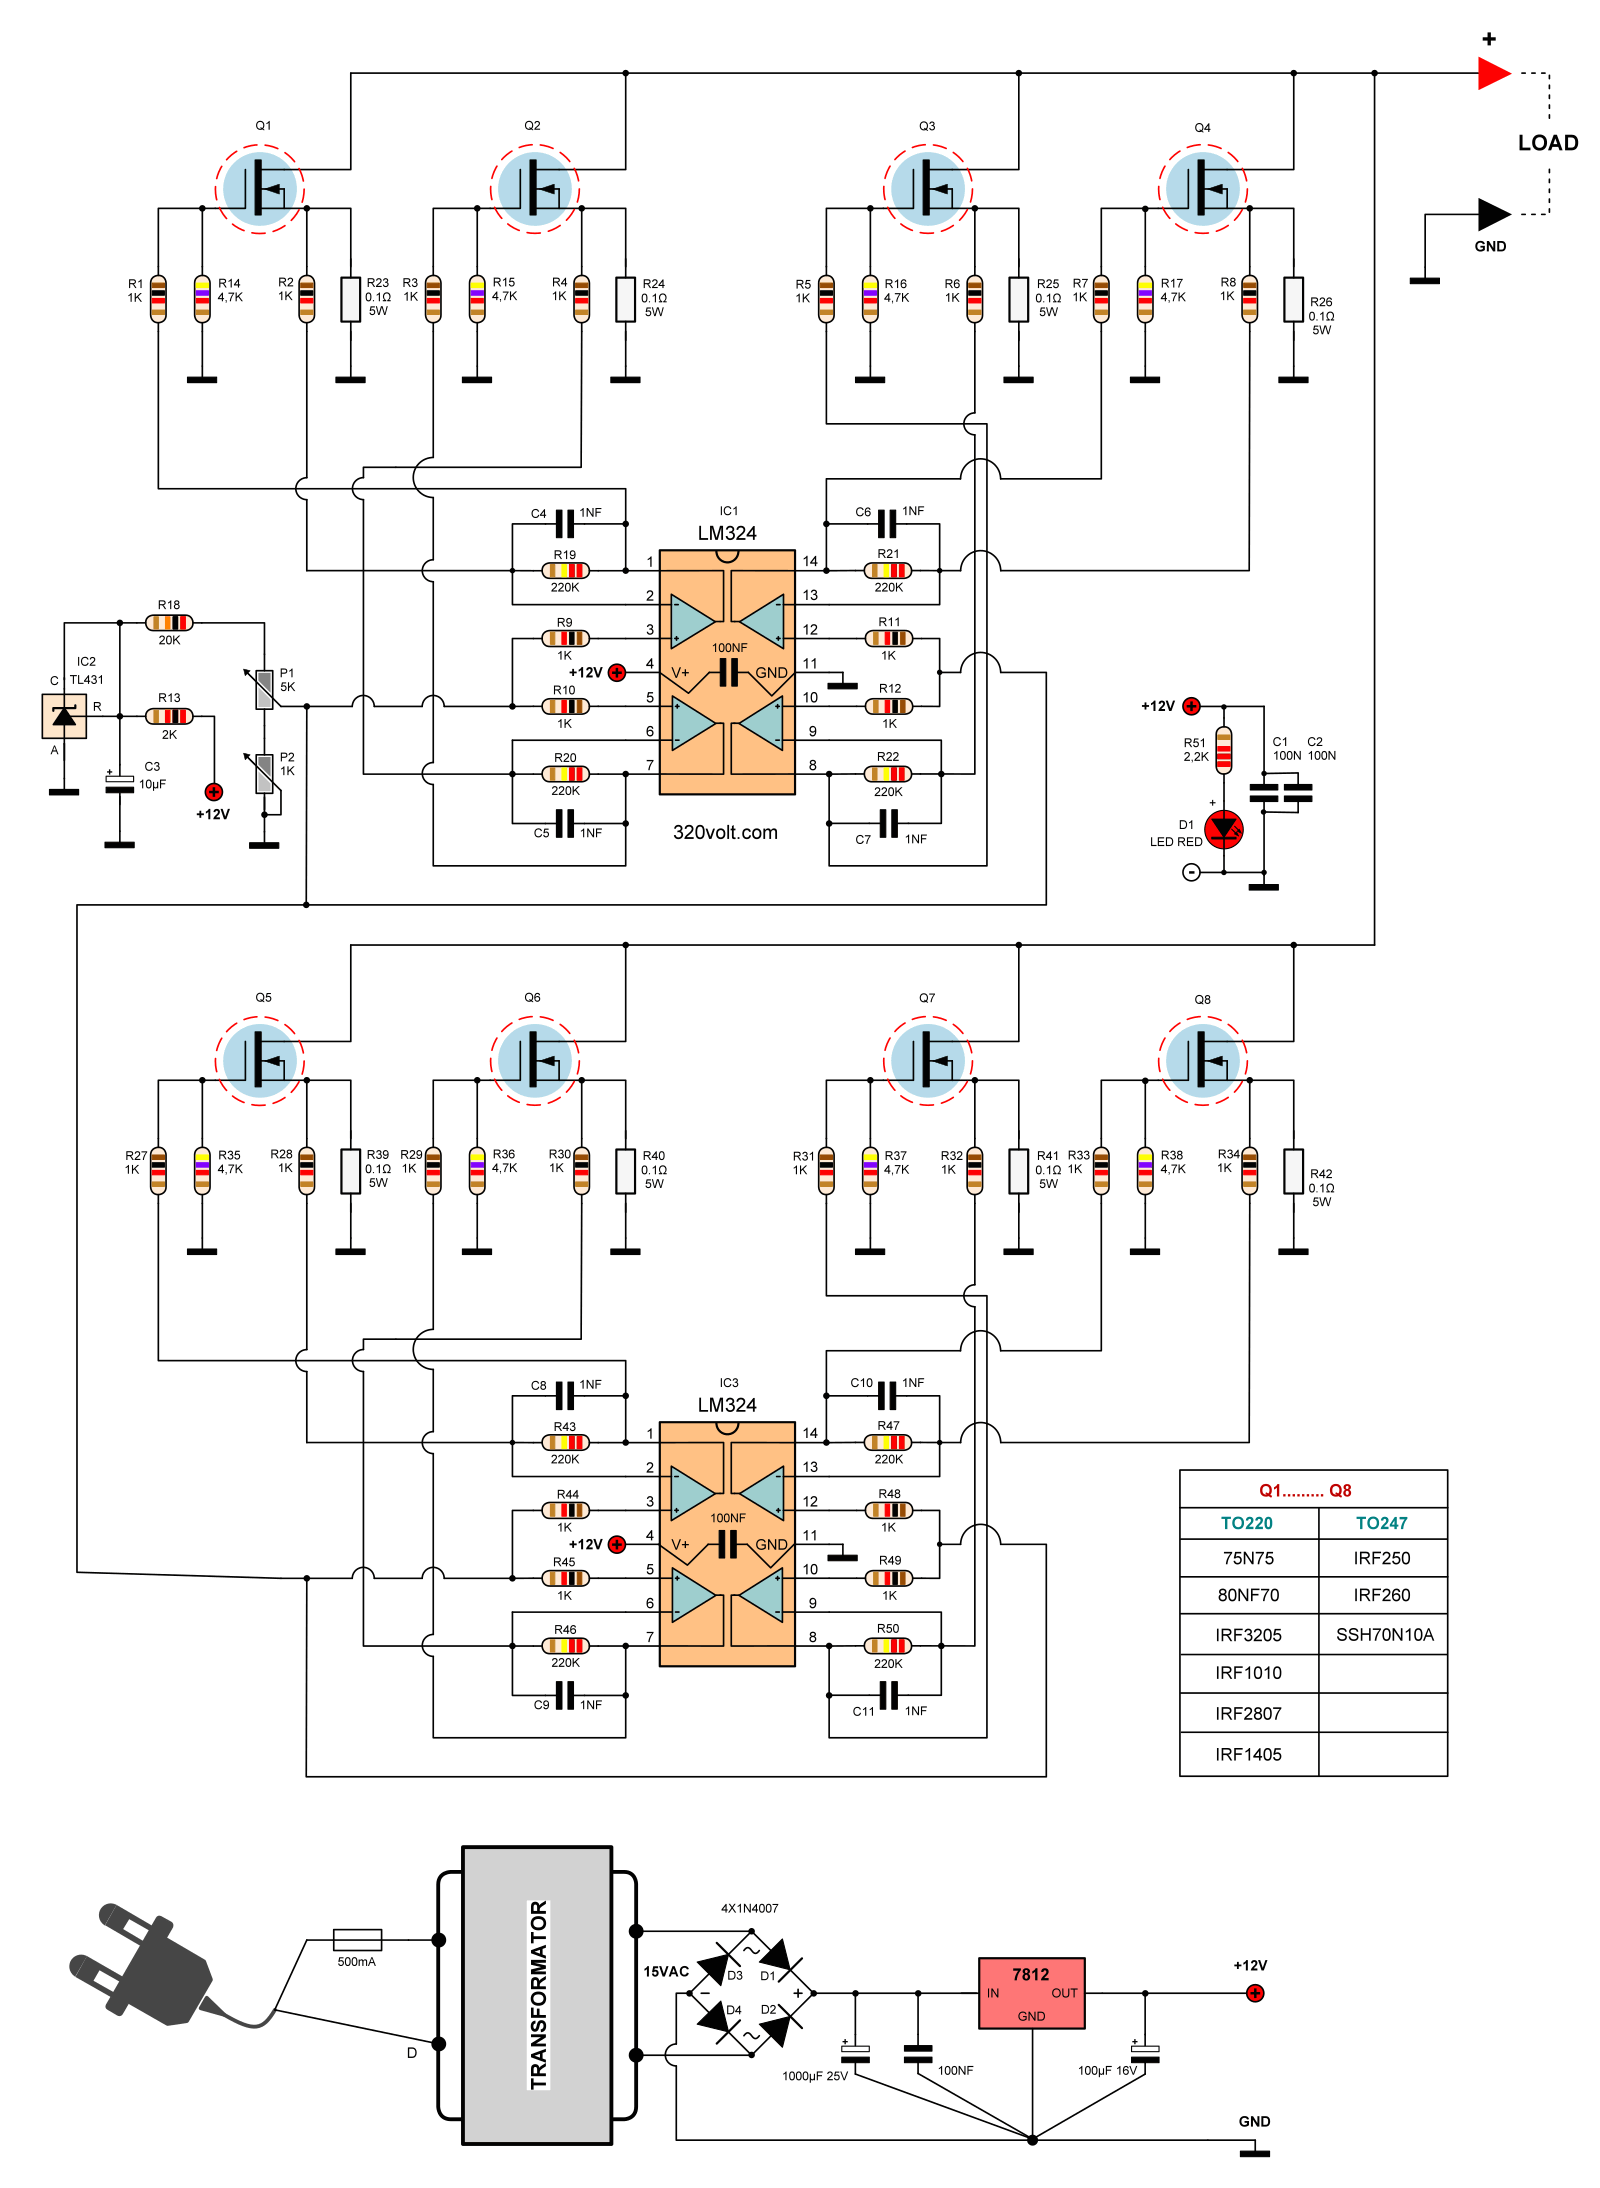 +
LOAD
GND
Q1
Q2
Q3
Q4
R1
1K
R14
4,7K
R2
1K
R23
0.1Ω
5W
R3
1K
R15
4,7K
R4
1K
R24
0.1Ω
5W
R5
1K
R16
4,7K
R6
1K
R25
0.1Ω
5W
R7
1K
R17
4,7K
R8
1K
R26
0.1Ω
5W
C4
1NF
IC1
LM324
C6
1NF
R19
220K
1
14
R21
220K
2
-
-
13
R9
1K
3
+
+
12
R11
1K
100NF
+12V
4
V+
GND
11
R10
1K
5
+
+
10
R12
1K
6
-
-
9
R20
220K
7
8
R22
220K
C5
1NF
C7
1NF
320volt.com
R18
20K
IC2
TL431
C
R
A
R13
2K
C3
+
10µF
+12V
P1
5K
P2
1K
+12V
R51
2,2K
C1
100N
C2
100N
+
D1
LED RED
-
Q5
Q6
Q7
Q8
R27
1K
R35
4,7K
R28
1K
R39
0.1Ω
5W
R29
1K
R36
4,7K
R30
1K
R40
0.1Ω
5W
R31
1K
R37
4,7K
R32
1K
R41
0.1Ω
5W
R33
1K
R38
4,7K
R34
1K
R42
0.1Ω
5W
C8
1NF
IC3
LM324
C10
1NF
R43
220K
1
14
R47
220K
2
-
-
13
R44
1K
3
+
+
12
R48
1K
100NF
+12V
4
V+
GND
11
R45
1K
5
+
+
10
R49
1K
6
-
-
9
R46
220K
7
8
R50
220K
C9
1NF
C11
1NF
Q1......... Q8
TO220 TO247
75N75 IRF250
80NF70 IRF260
IRF3205 SSH70N10A
IRF1010
IRF2807
IRF1405
500mA
D
TRANSFORMATOR
15VAC
4X1N4007
D3
D1
D4
D2
~
~
-
+
+
1000µF 25V
100NF
7812
IN
OUT
GND
+
100µF 16V
+12V
GND